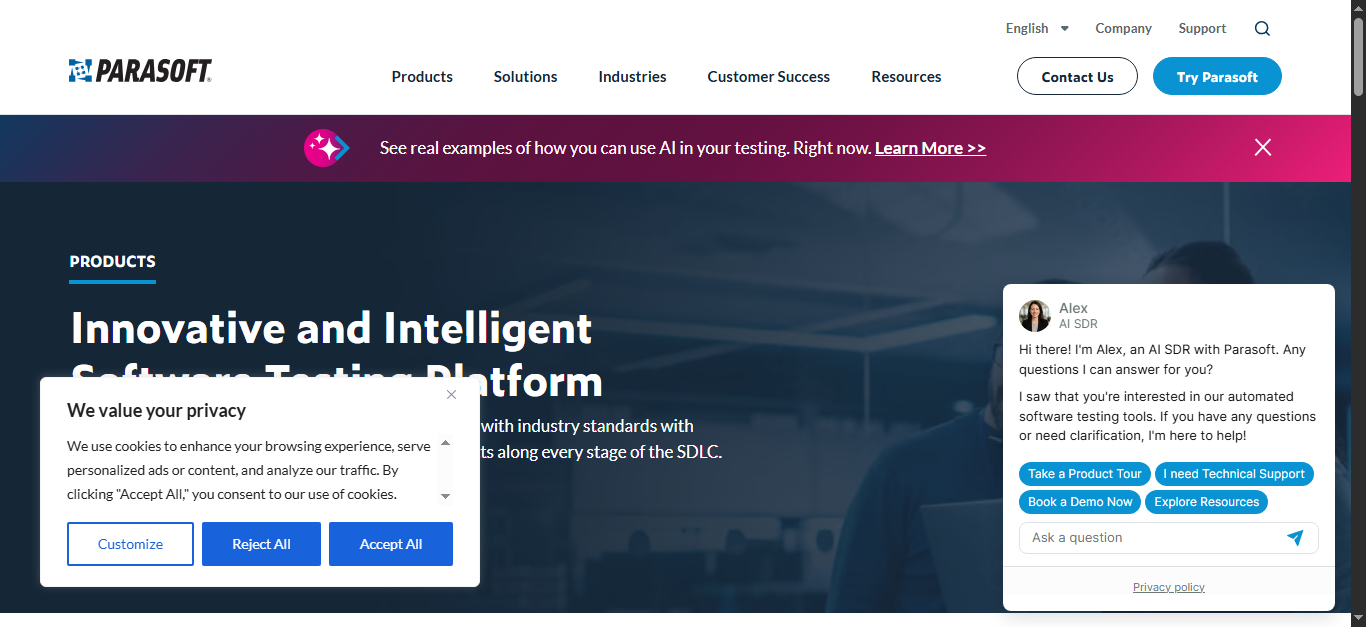 English
Company
Support
PARASOFT
Products
Solutions
Industries
Customer Success
Resources
Contact Us
Try Parasoft
See real examples of how you can use AI in your testing. Right now. Learn More >>
PRODUCTS
Innovative and Intelligent
Software Testing Platform
with industry standards with
ts along every stage of the SDLC.
We value your privacy
We use cookies to enhance your browsing experience, serve
personalized ads or content, and analyze our traffic. By
clicking "Accept All," you consent to our use of cookies.
Customize
Reject All
Accept All
Alex
AI SDR
Hi there! I'm Alex, an AI SDR with Parasoft. Any
questions I can answer for you?
I saw that you're interested in our automated
software testing tools. If you have any questions
or need clarification, I'm here to help!
Take a Product Tour
I need Technical Support
Book a Demo Now
Explore Resources
Ask a question
Privacy policy